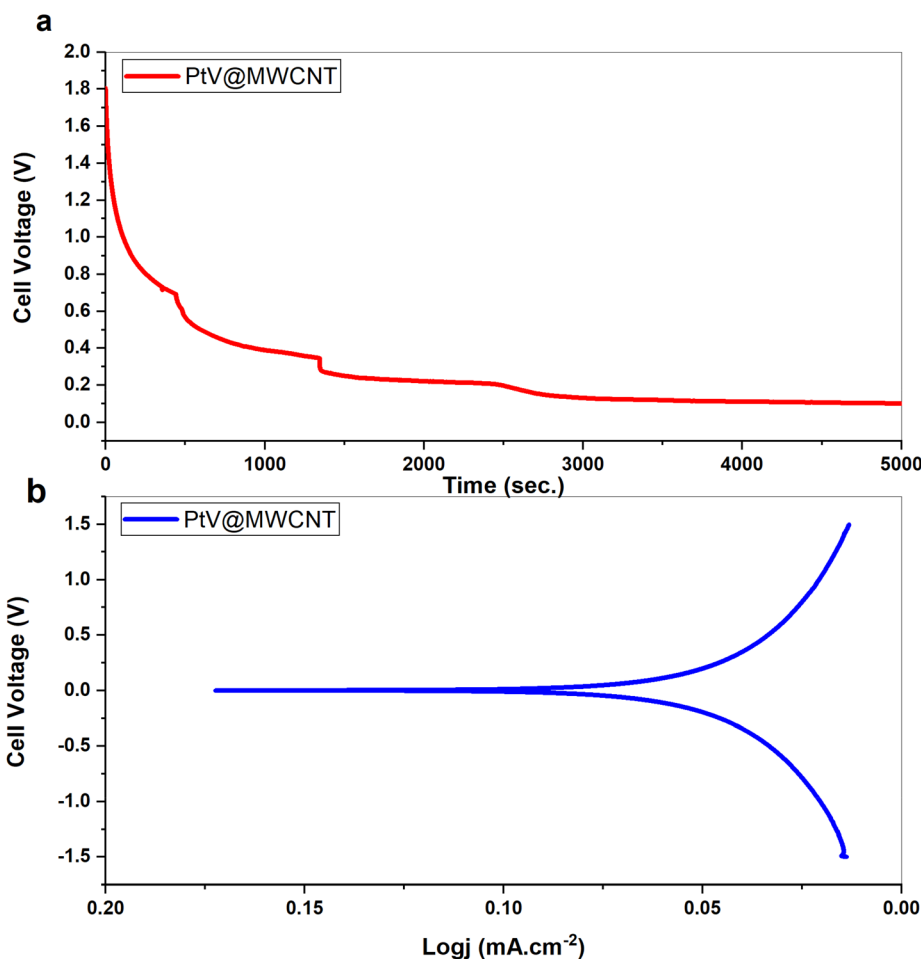 a
PtV@MWCNT
Cell Voltage (V)
2.0
1.8
1.6
1.4
1.2
1.0
0.8
0.6
0.4
0.2
0.0
0 1000 2000 3000 4000 5000
Time (sec.)
b
PtV@MWCNT
Cell Voltage (V)
1.5
1.0
0.5
0.0
-0.5
-1.0
-1.5
0.20 0.15 0.10 0.05 0.00
Logj (mA.cm⁻²)